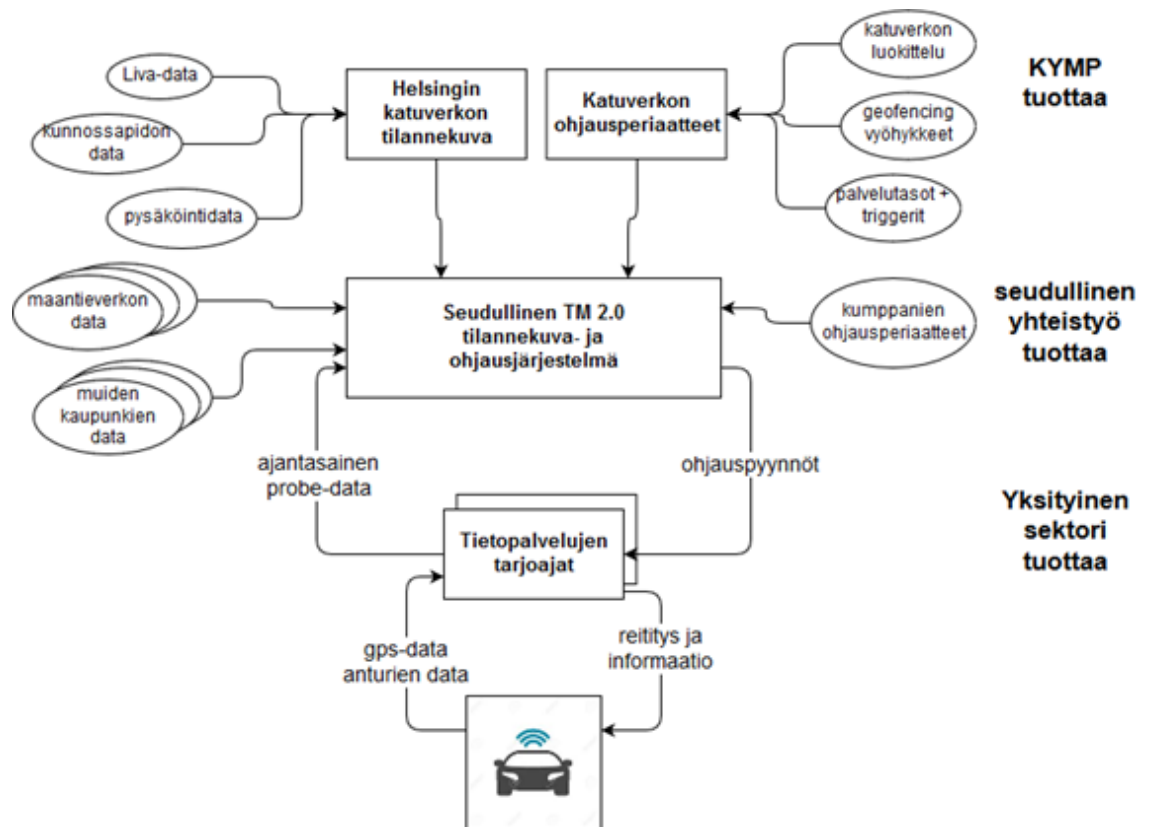 Liva-data
kunnossapidon
data
pysäköintidata
Helsingin
katuverkon
tilannekuva
Katuverkon
ohjausperiaatteet
katuverkon
luokittelu
geofencing
vyöhykkeet
palvelutasot +
triggerit
KYMP
tuottaa
maantieverkon
data
muiden
kaupunkien
data
Seudullinen TM 2.0
tilannekuva- ja
ohjausjärjestelmä
kumppanien
ohjausperiaatteet
seudullinen
yhteistyö
tuottaa
ajantasainen
probe-data
ohjauspyynnöt
Tietopalvelujen
tarjoajat
Yksityinen
sektori
tuottaa
gps-data
anturien data
reititys ja
informaatio